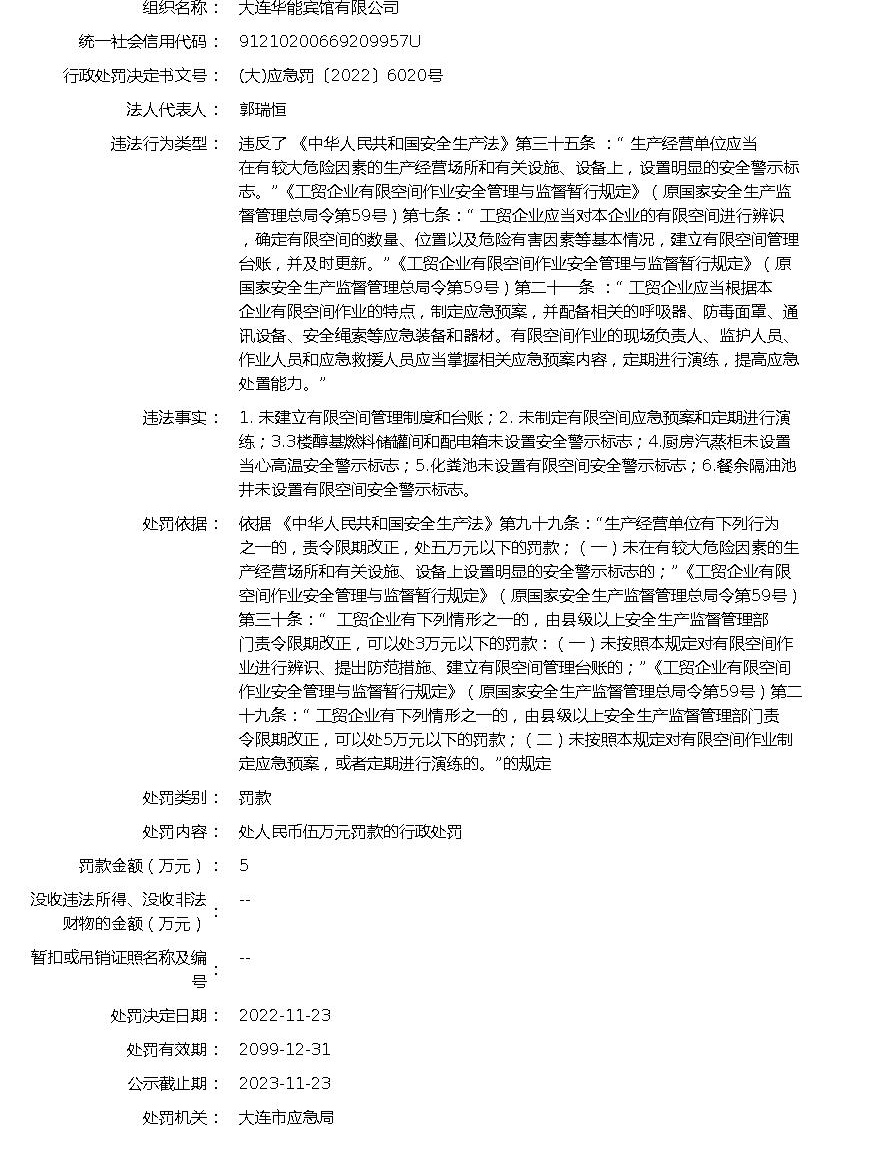 组织名称： 大连华能宾馆有限公司
统一社会信用代码： 91210200669209957U
行政处罚决定书文号： (大)应急罚〔2022〕6020号
法人代表人： 郭瑞恒
违法行为类型： 违反了 《中华人民共和国安全生产法》第三十五条 ：“ 生产经营单位应当
在有较大危险因素的生产经营场所和有关设施、设备上，设置明显的安全警示标
志。”《工贸企业有限空间作业安全管理与监督暂行规定》（原国家安全生产监
督管理总局令第59号）第七条：“ 工贸企业应当对本企业的有限空间进行辨识
，确定有限空间的数量、位置以及危险有害因素等基本情况，建立有限空间管理
台账，并及时更新。”《工贸企业有限空间作业安全管理与监督暂行规定》（原
国家安全生产监督管理总局令第59号）第二十一条 ：“ 工贸企业应当根据本
企业有限空间作业的特点，制定应急预案，并配备相关的呼吸器、防毒面罩、通
讯设备、安全绳索等应急装备和器材。有限空间作业的现场负责人、监护人员、
作业人员和应急救援人员应当掌握相关应急预案内容，定期进行演练，提高应急
处置能力。”
违法事实： 1. 未建立有限空间管理制度和台账；2. 未制定有限空间应急预案和定期进行演
练；3.3楼醇基燃料储罐间和配电箱未设置安全警示标志；4.厨房汽蒸柜未设置
当心高温安全警示标志；5.化粪池未设置有限空间安全警示标志；6.餐余隔油池
井未设置有限空间安全警示标志。
处罚依据： 依据 《中华人民共和国安全生产法》第九十九条：“生产经营单位有下列行为
之一的，责令限期改正，处五万元以下的罚款；（一）未在有较大危险因素的生
产经营场所和有关设施、设备上设置明显的安全警示标志的；”《工贸企业有限
空间作业安全管理与监督暂行规定》（原国家安全生产监督管理总局令第59号）
第三十条：“ 工贸企业有下列情形之一的，由县级以上安全生产监督管理部
门责令限期改正，可以处3万元以下的罚款：（一）未按照本规定对有限空间作
业进行辨识、提出防范措施、建立有限空间管理台账的；”《工贸企业有限空间
作业安全管理与监督暂行规定》（原国家安全生产监督管理总局令第59号）第二
十九条：“ 工贸企业有下列情形之一的，由县级以上安全生产监督管理部门责
令限期改正，可以处5万元以下的罚款；（二）未按照本规定对有限空间作业制
定应急预案，或者定期进行演练的。”的规定
处罚类别： 罚款
处罚内容： 处人民币伍万元罚款的行政处罚
罚款金额（万元）： 5
没收违法所得、没收非法
财物的金额（万元）： --
暂扣或吊销证照名称及编
号： --
处罚决定日期： 2022-11-23
处罚有效期： 2099-12-31
公示截止期： 2023-11-23
处罚机关： 大连市应急局